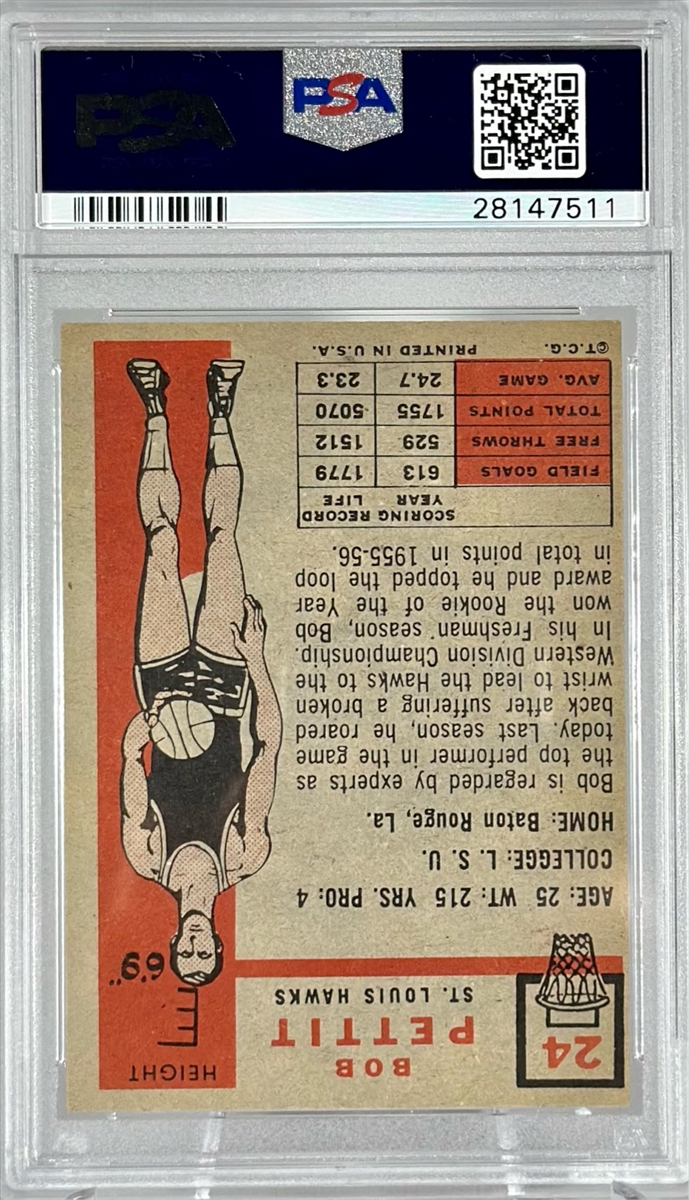 PSA
PSA
28147511
24
BOB
PETTIT
ST. LOUIS HAWKS
HEIGHT
6'9"
AGE: 25 WT: 215 YRS. PRO: 4
COLLEGGE: L. S. U.
HOME: Baton Rouge, La.
Bob is regarded by experts as
the top performer in the game
today. Last season, he roared
back after suffering a broken
wrist to lead the Hawks to the
Western Division Championship.
In his Freshman season, Bob
won the Rookie of the Year
award and he topped the loop
in total points in 1955-56.
SCORING RECORD YEAR LIFE
FIELD GOALS 613 1779
FREE THROWS 529 1512
TOTAL POINTS 1755 5070
AVG. GAME 24.7 23.3
©T.C.G. PRINTED IN U.S.A.